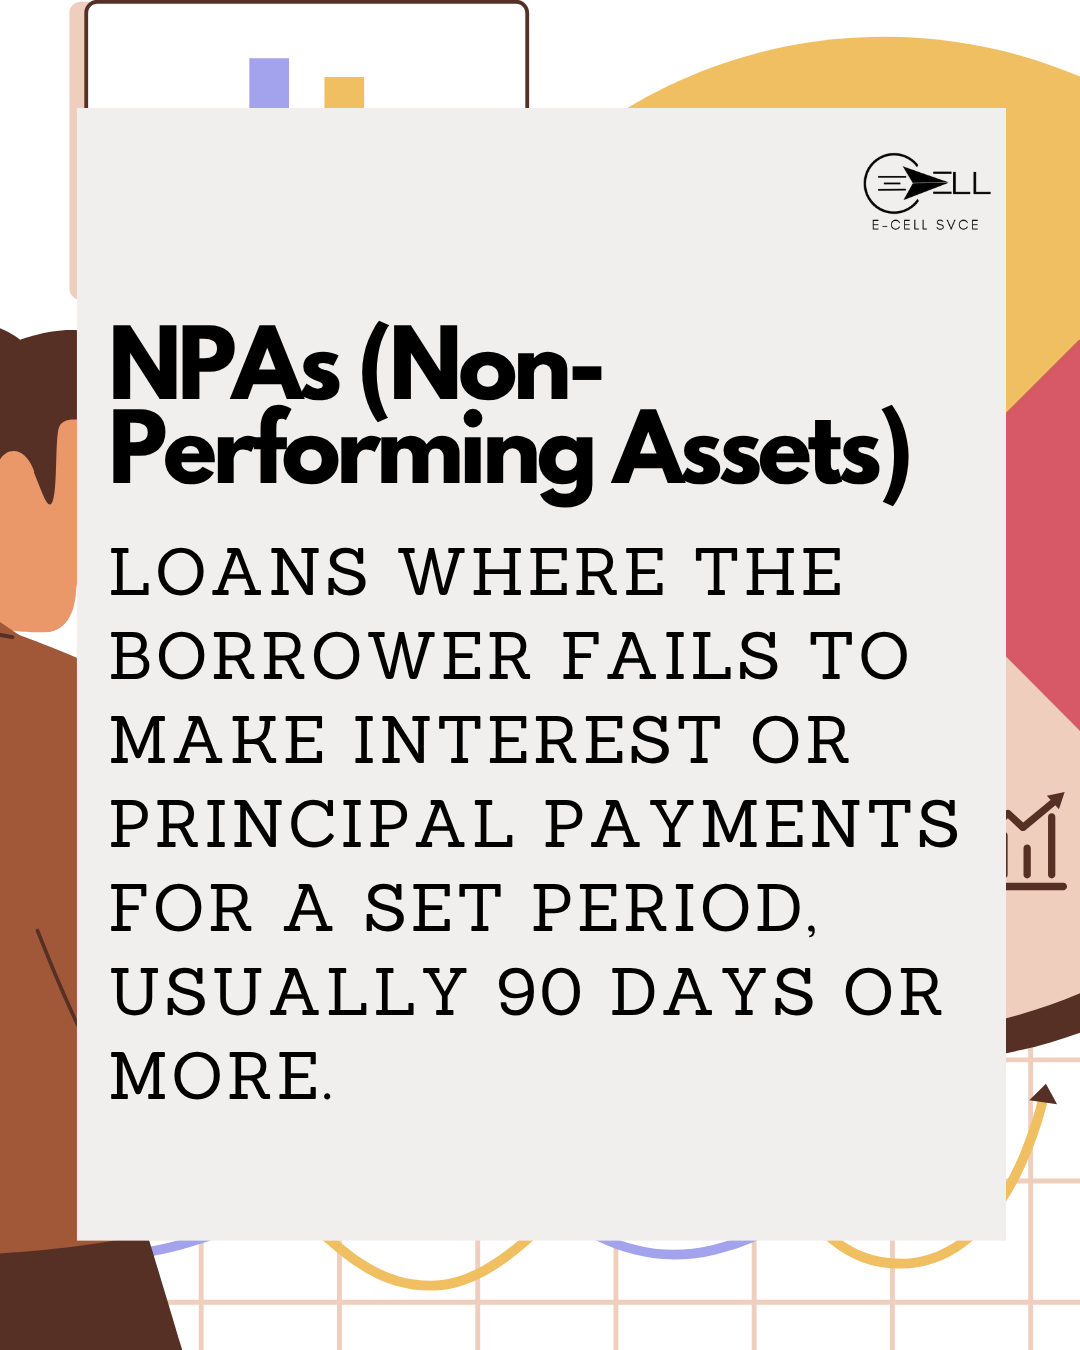 ELL
E-CELL SVCE
NPAs (Non-
Performing Assets)
LOANS WHERE THE
BORROWER FAILS TO
MAKE INTEREST OR
PRINCIPAL PAYMENTS
FOR A SET PERIOD,
USUALLY 90 DAYS OR
MORE.